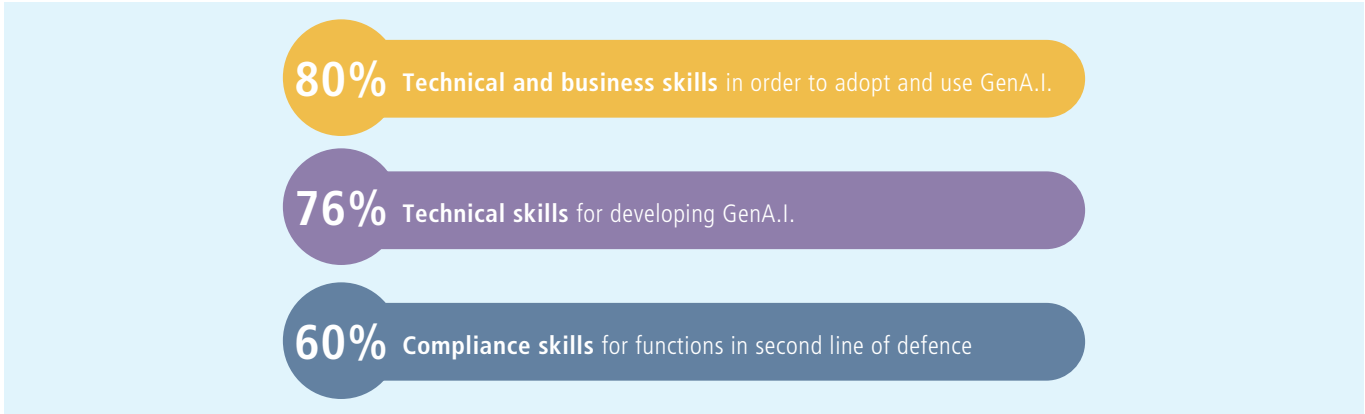 80% Technical and business skills in order to adopt and use GenA.I.
76% Technical skills for developing GenA.I.
60% Compliance skills for functions in second line of defence